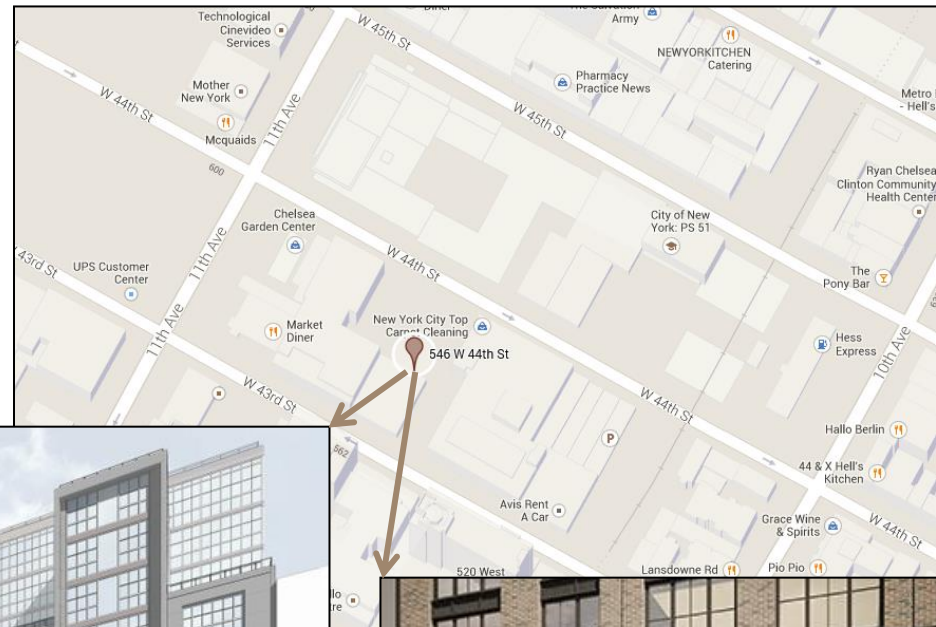 Technological
Cinevideo
Services
Diner
Army
W 45th St
NEWYORKITCHEN
Catering
Mother
New York
Pharmacy
Practice News
W 44th St
11th Ave
W 45th St
Metro
- Hell's
Mcquaids
600
Ryan Chelsea
Clinton Community
Health Center
Chelsea
Garden Center
City of New
York: PS 51
11th Ave
W 44th St
43rd St
UPS Customer
Center
The
Pony Bar
11th Ave
Market
Diner
New York City Top
Carpet Cleaning
546 W 44th St
Hess
Express
10th Ave
W 43rd St
W 44th St
P
Hallo Berlin
562
44 & X Hell's
Kitchen
Avis Rent
A Car
Grace Wine
& Spirits
W 44th St
520 West
Lansdowne Rd
Pio Pio